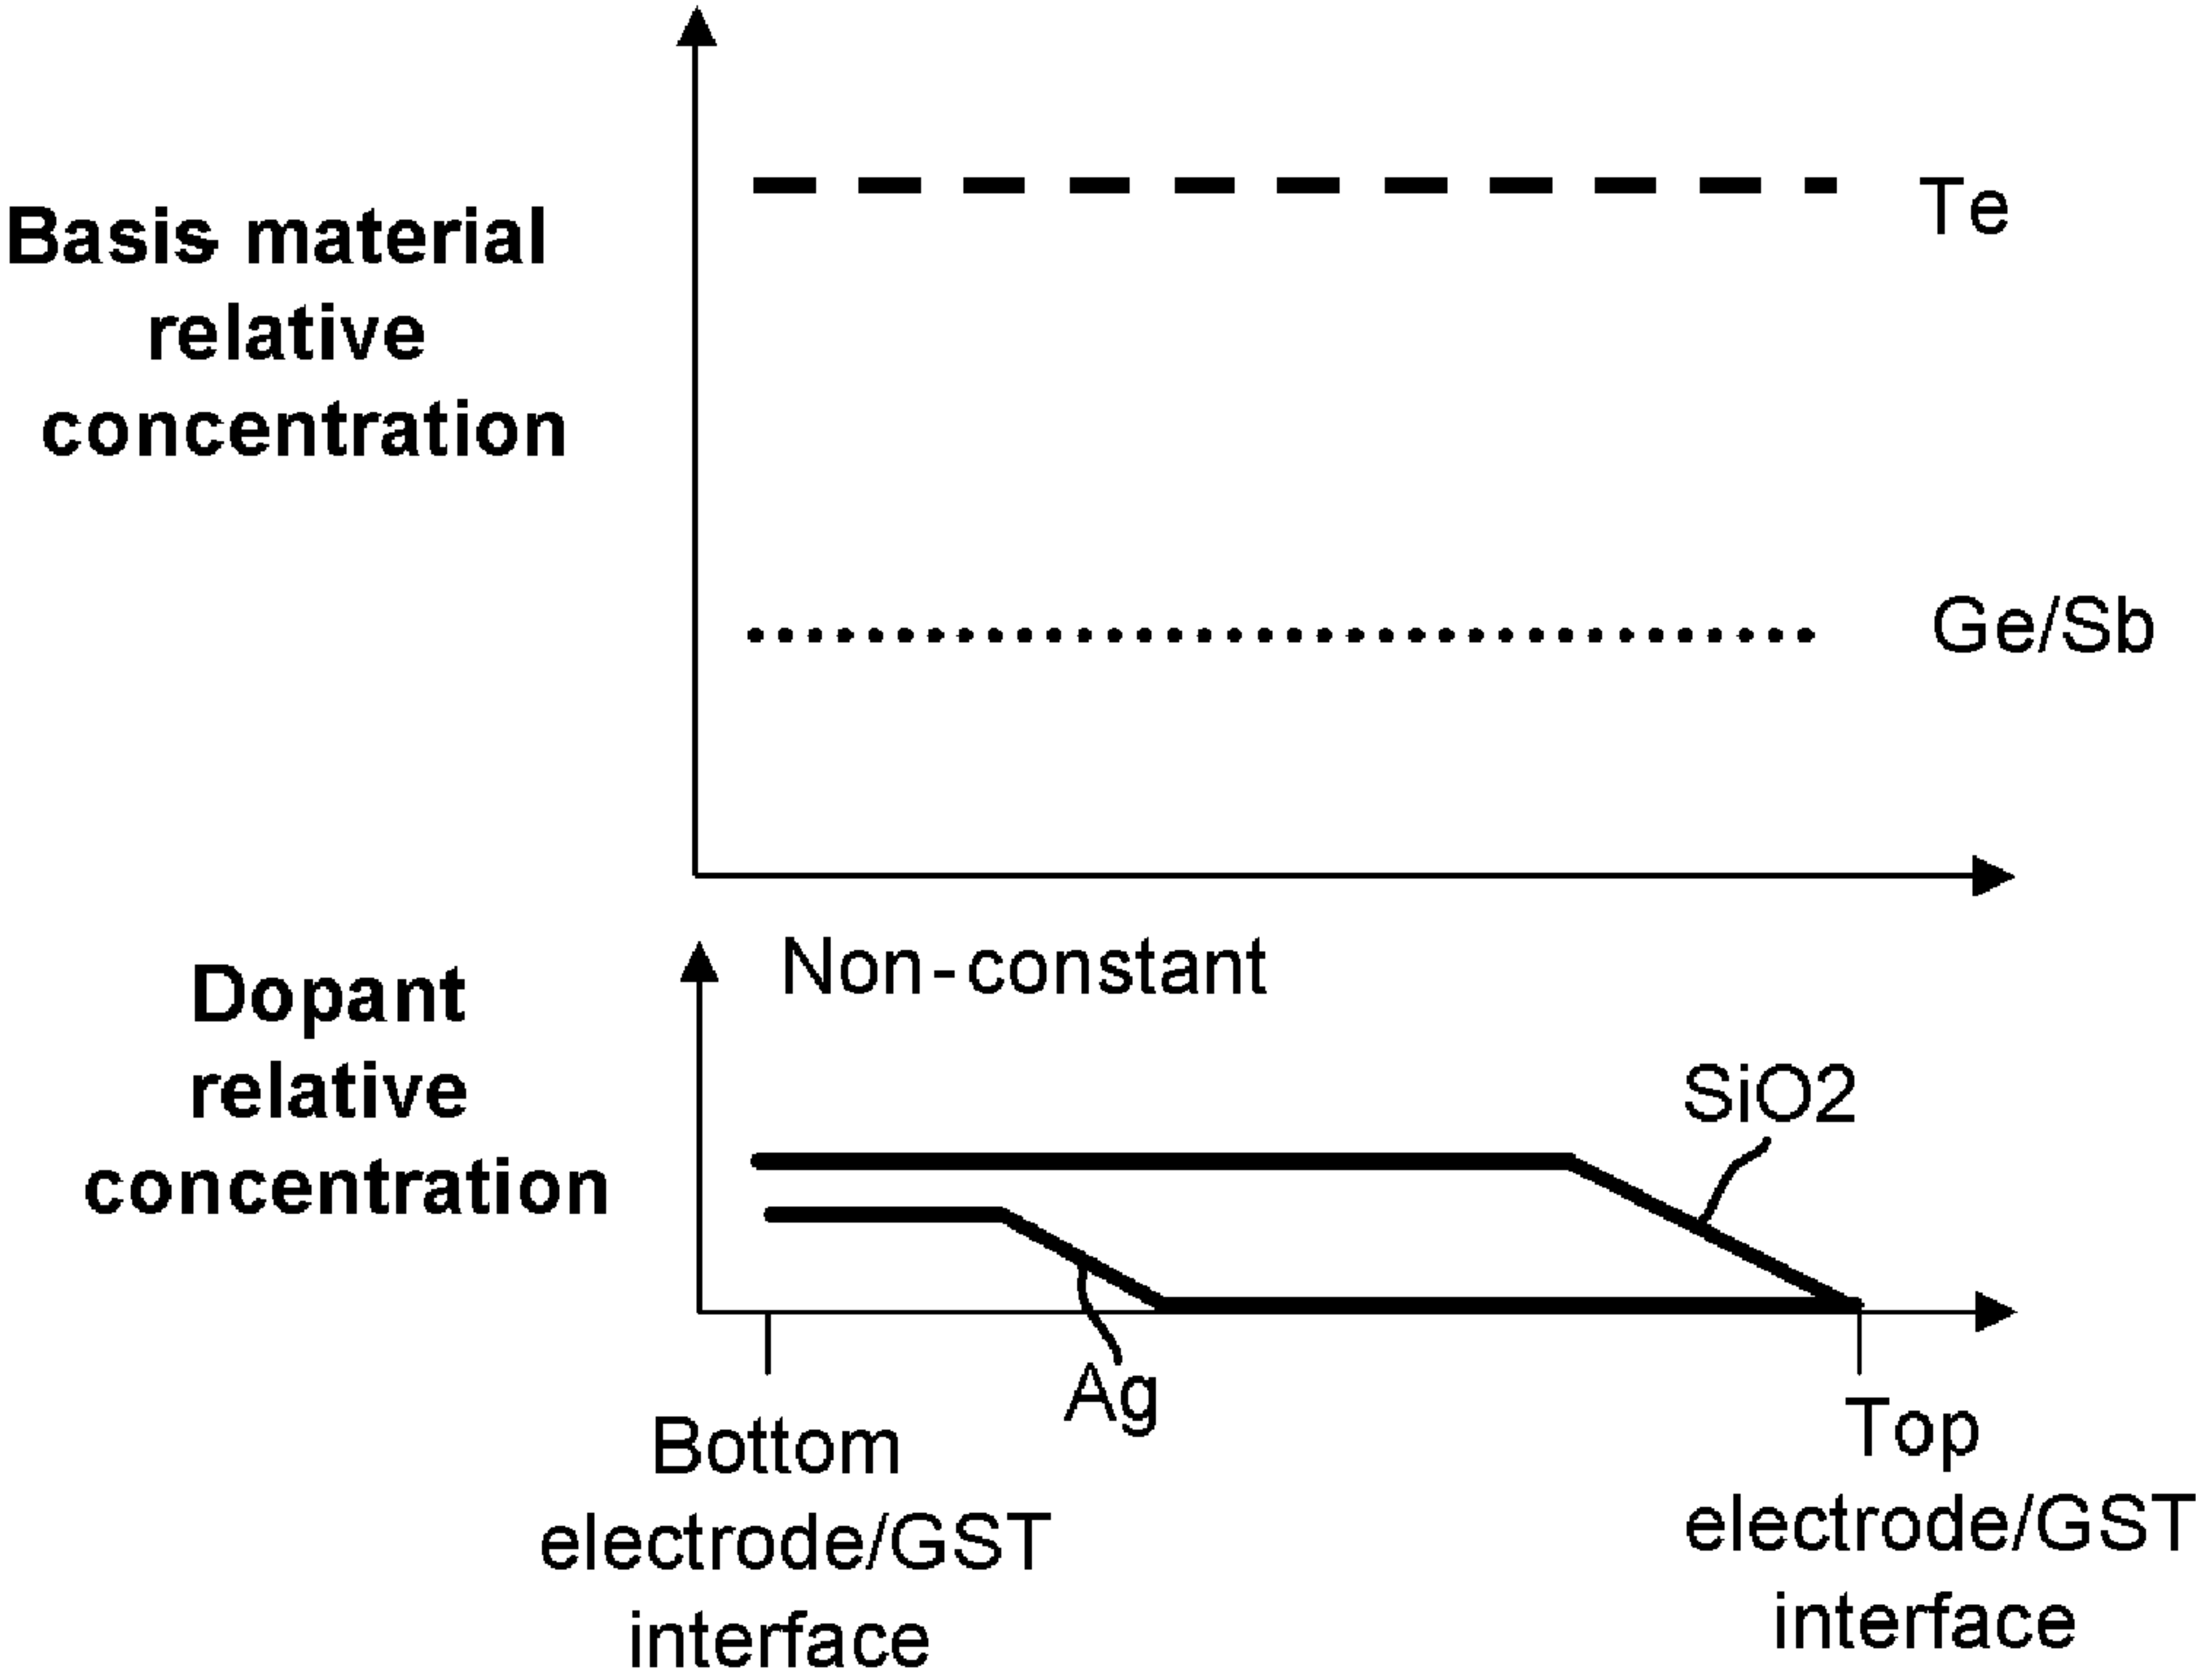 Basis material
relative
concentration
Te
Ge/Sb
Non-constant
Dopant
relative
concentration
SiO2
Ag
Bottom
electrode/GST
interface
Top
electrode/GST
interface